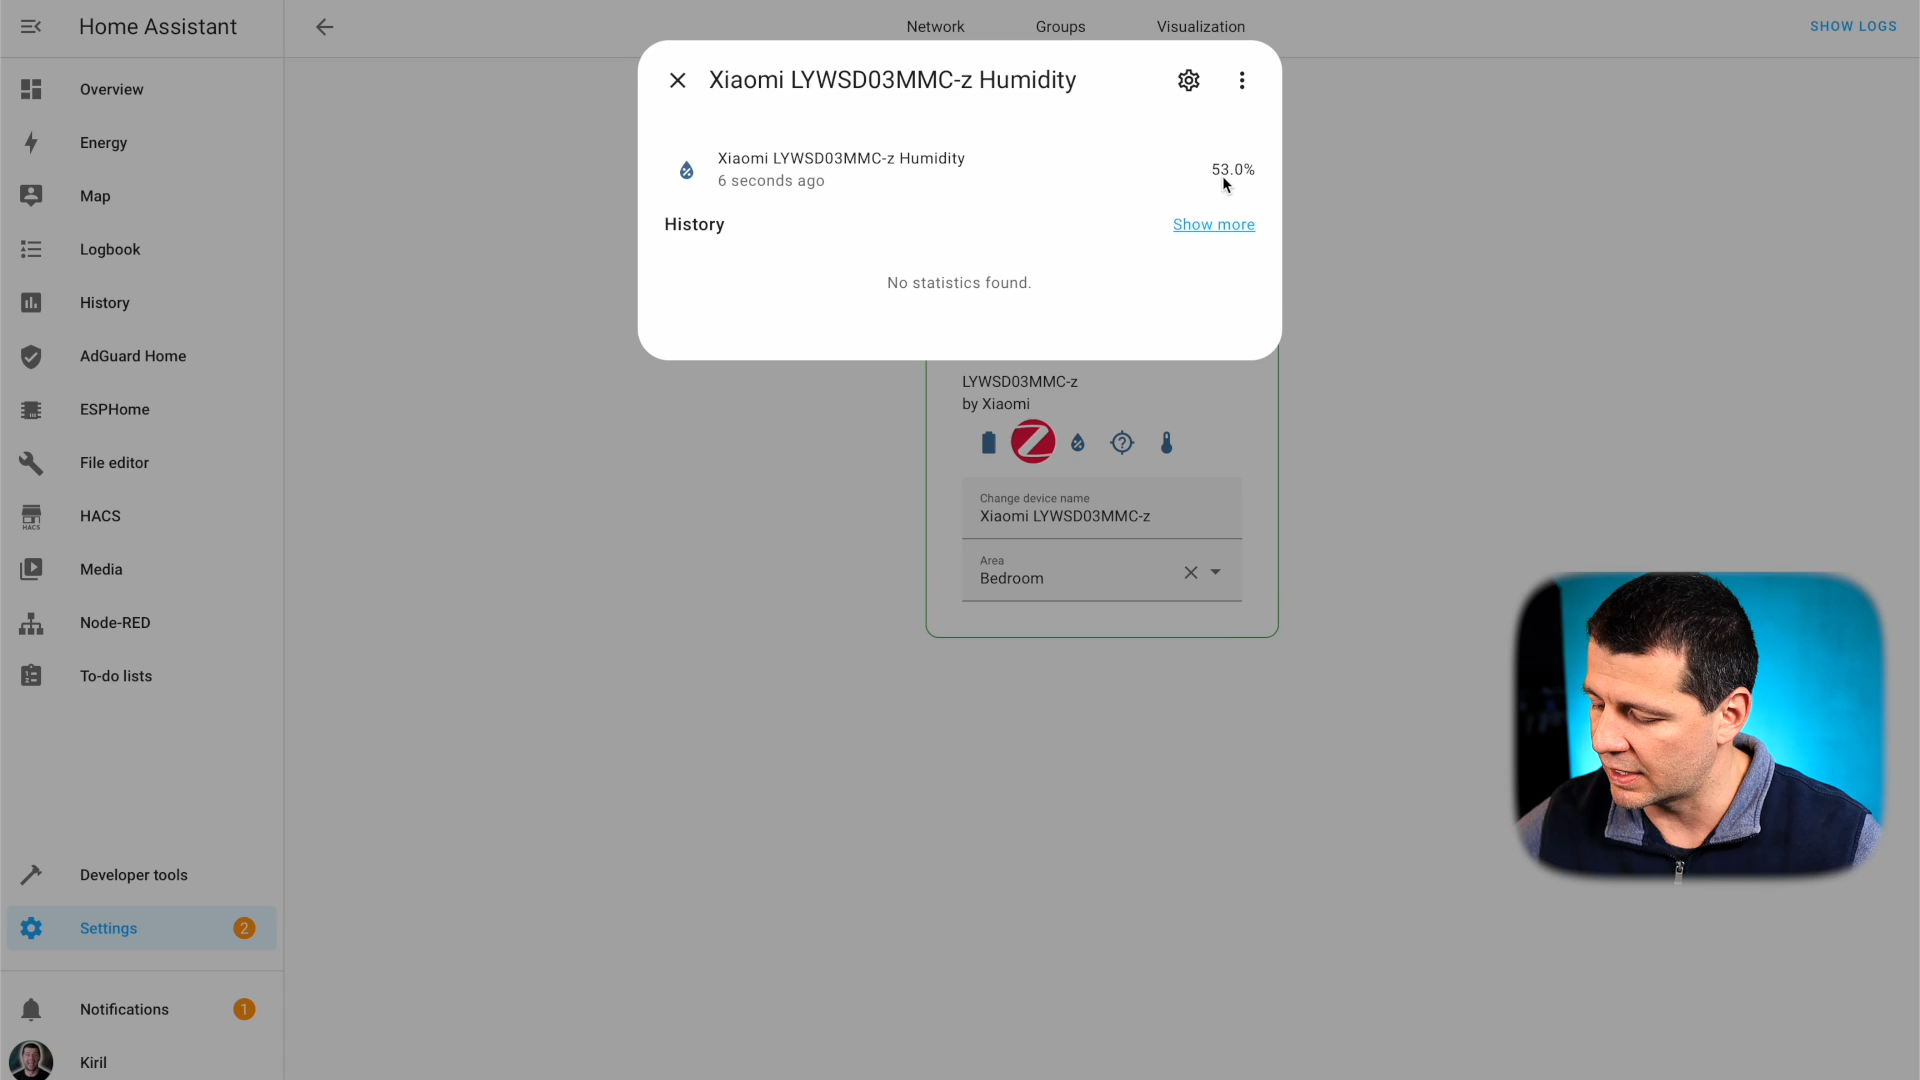 Home Assistant
Network
Groups
Visualization
SHOW LOGS
Overview
Energy
Map
Logbook
History
AdGuard Home
ESPHome
File editor
HACS
HACS
Media
Node-RED
To-do lists
Developer tools
Settings
2
Notifications
1
Kiril
Xiaomi LYWSD03MMC-z Humidity
Xiaomi LYWSD03MMC-z Humidity
53.0%
6 seconds ago
History
Show more
No statistics found.
LYWSD03MMC-z
by Xiaomi
Change device name
Xiaomi LYWSD03MMC-z
Area
Bedroom